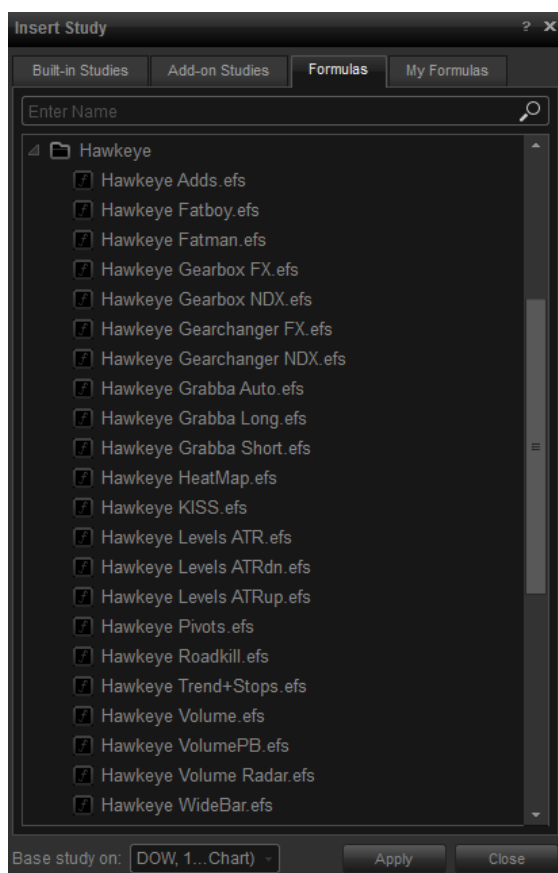 Insert Study
Built-in Studies Add-on Studies Formulas My Formulas
Enter Name
Hawkeye
Hawkeye Adds.efs
Hawkeye Fatboy.efs
Hawkeye Fatman.efs
Hawkeye Gearbox FX.efs
Hawkeye Gearbox NDX.efs
Hawkeye Gearchanger FX.efs
Hawkeye Gearchanger NDX.efs
Hawkeye Grabba Auto.efs
Hawkeye Grabba Long.efs
Hawkeye Grabba Short.efs
Hawkeye HeatMap.efs
Hawkeye KISS.efs
Hawkeye Levels ATR.efs
Hawkeye Levels ATRdn.efs
Hawkeye Levels ATRup.efs
Hawkeye Pivots.efs
Hawkeye Roadkill.efs
Hawkeye Trend+Stops.efs
Hawkeye Volume.efs
Hawkeye VolumePB.efs
Hawkeye Volume Radar.efs
Hawkeye WideBar.efs
Base study on: DOW, 1...Chart) Apply Close